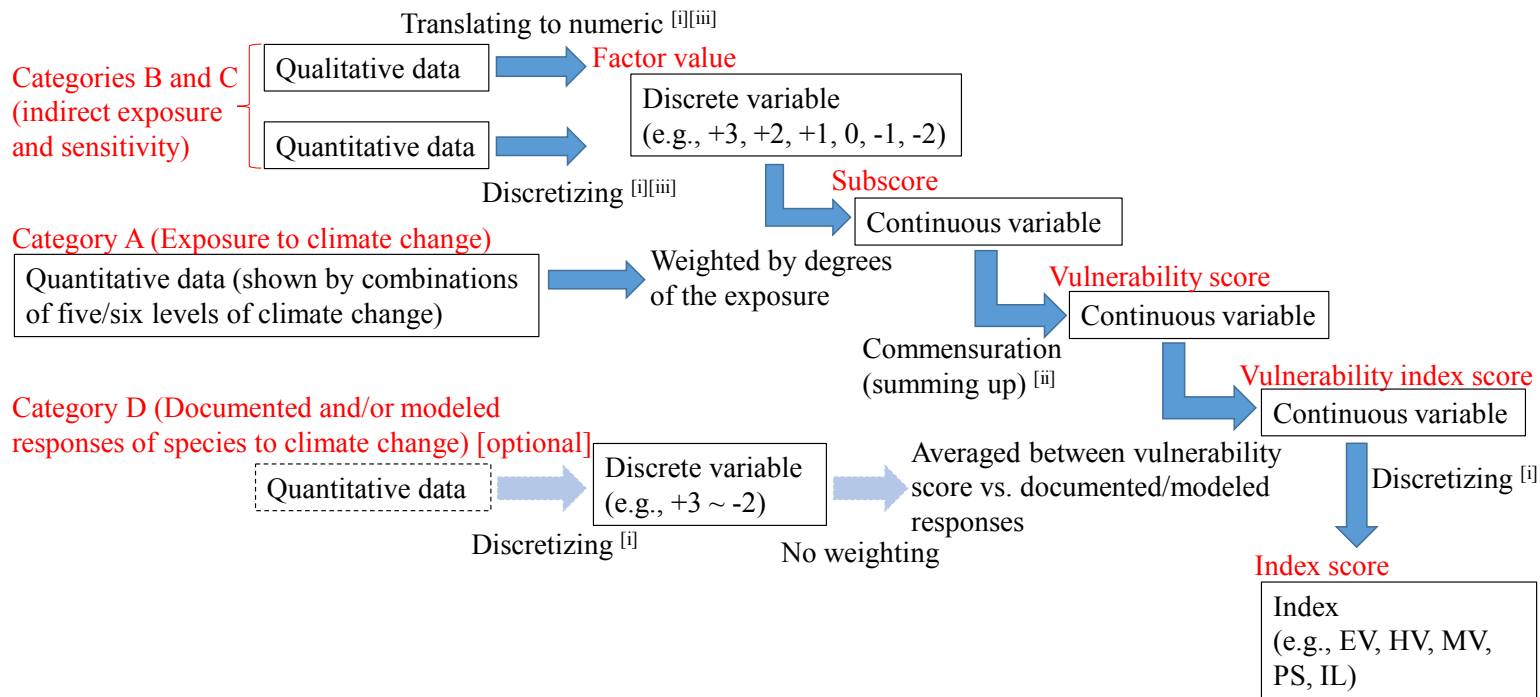 Translating to numeric [i][iii]
Categories B and C
(indirect exposure
and sensitivity)
Qualitative data
Factor value
Discrete variable
(e.g., +3, +2, +1, 0, -1, -2)
Quantitative data
Discretizing [i][iii]
Subscore
Continuous variable
Category A (Exposure to climate change)
Quantitative data (shown by combinations
of five/six levels of climate change)
Weighted by degrees
of the exposure
Vulnerability score
Continuous variable
Commensuration
(summing up) [ii]
Vulnerability index score
Continuous variable
Category D (Documented and/or modeled
responses of species to climate change) [optional]
Quantitative data
Discretizing [i]
Discrete variable
(e.g., +3 ~ -2)
No weighting
Averaged between vulnerability
score vs. documented/modeled
responses
Discretizing [i]
Index score
Index
(e.g., EV, HV, MV,
PS, IL)